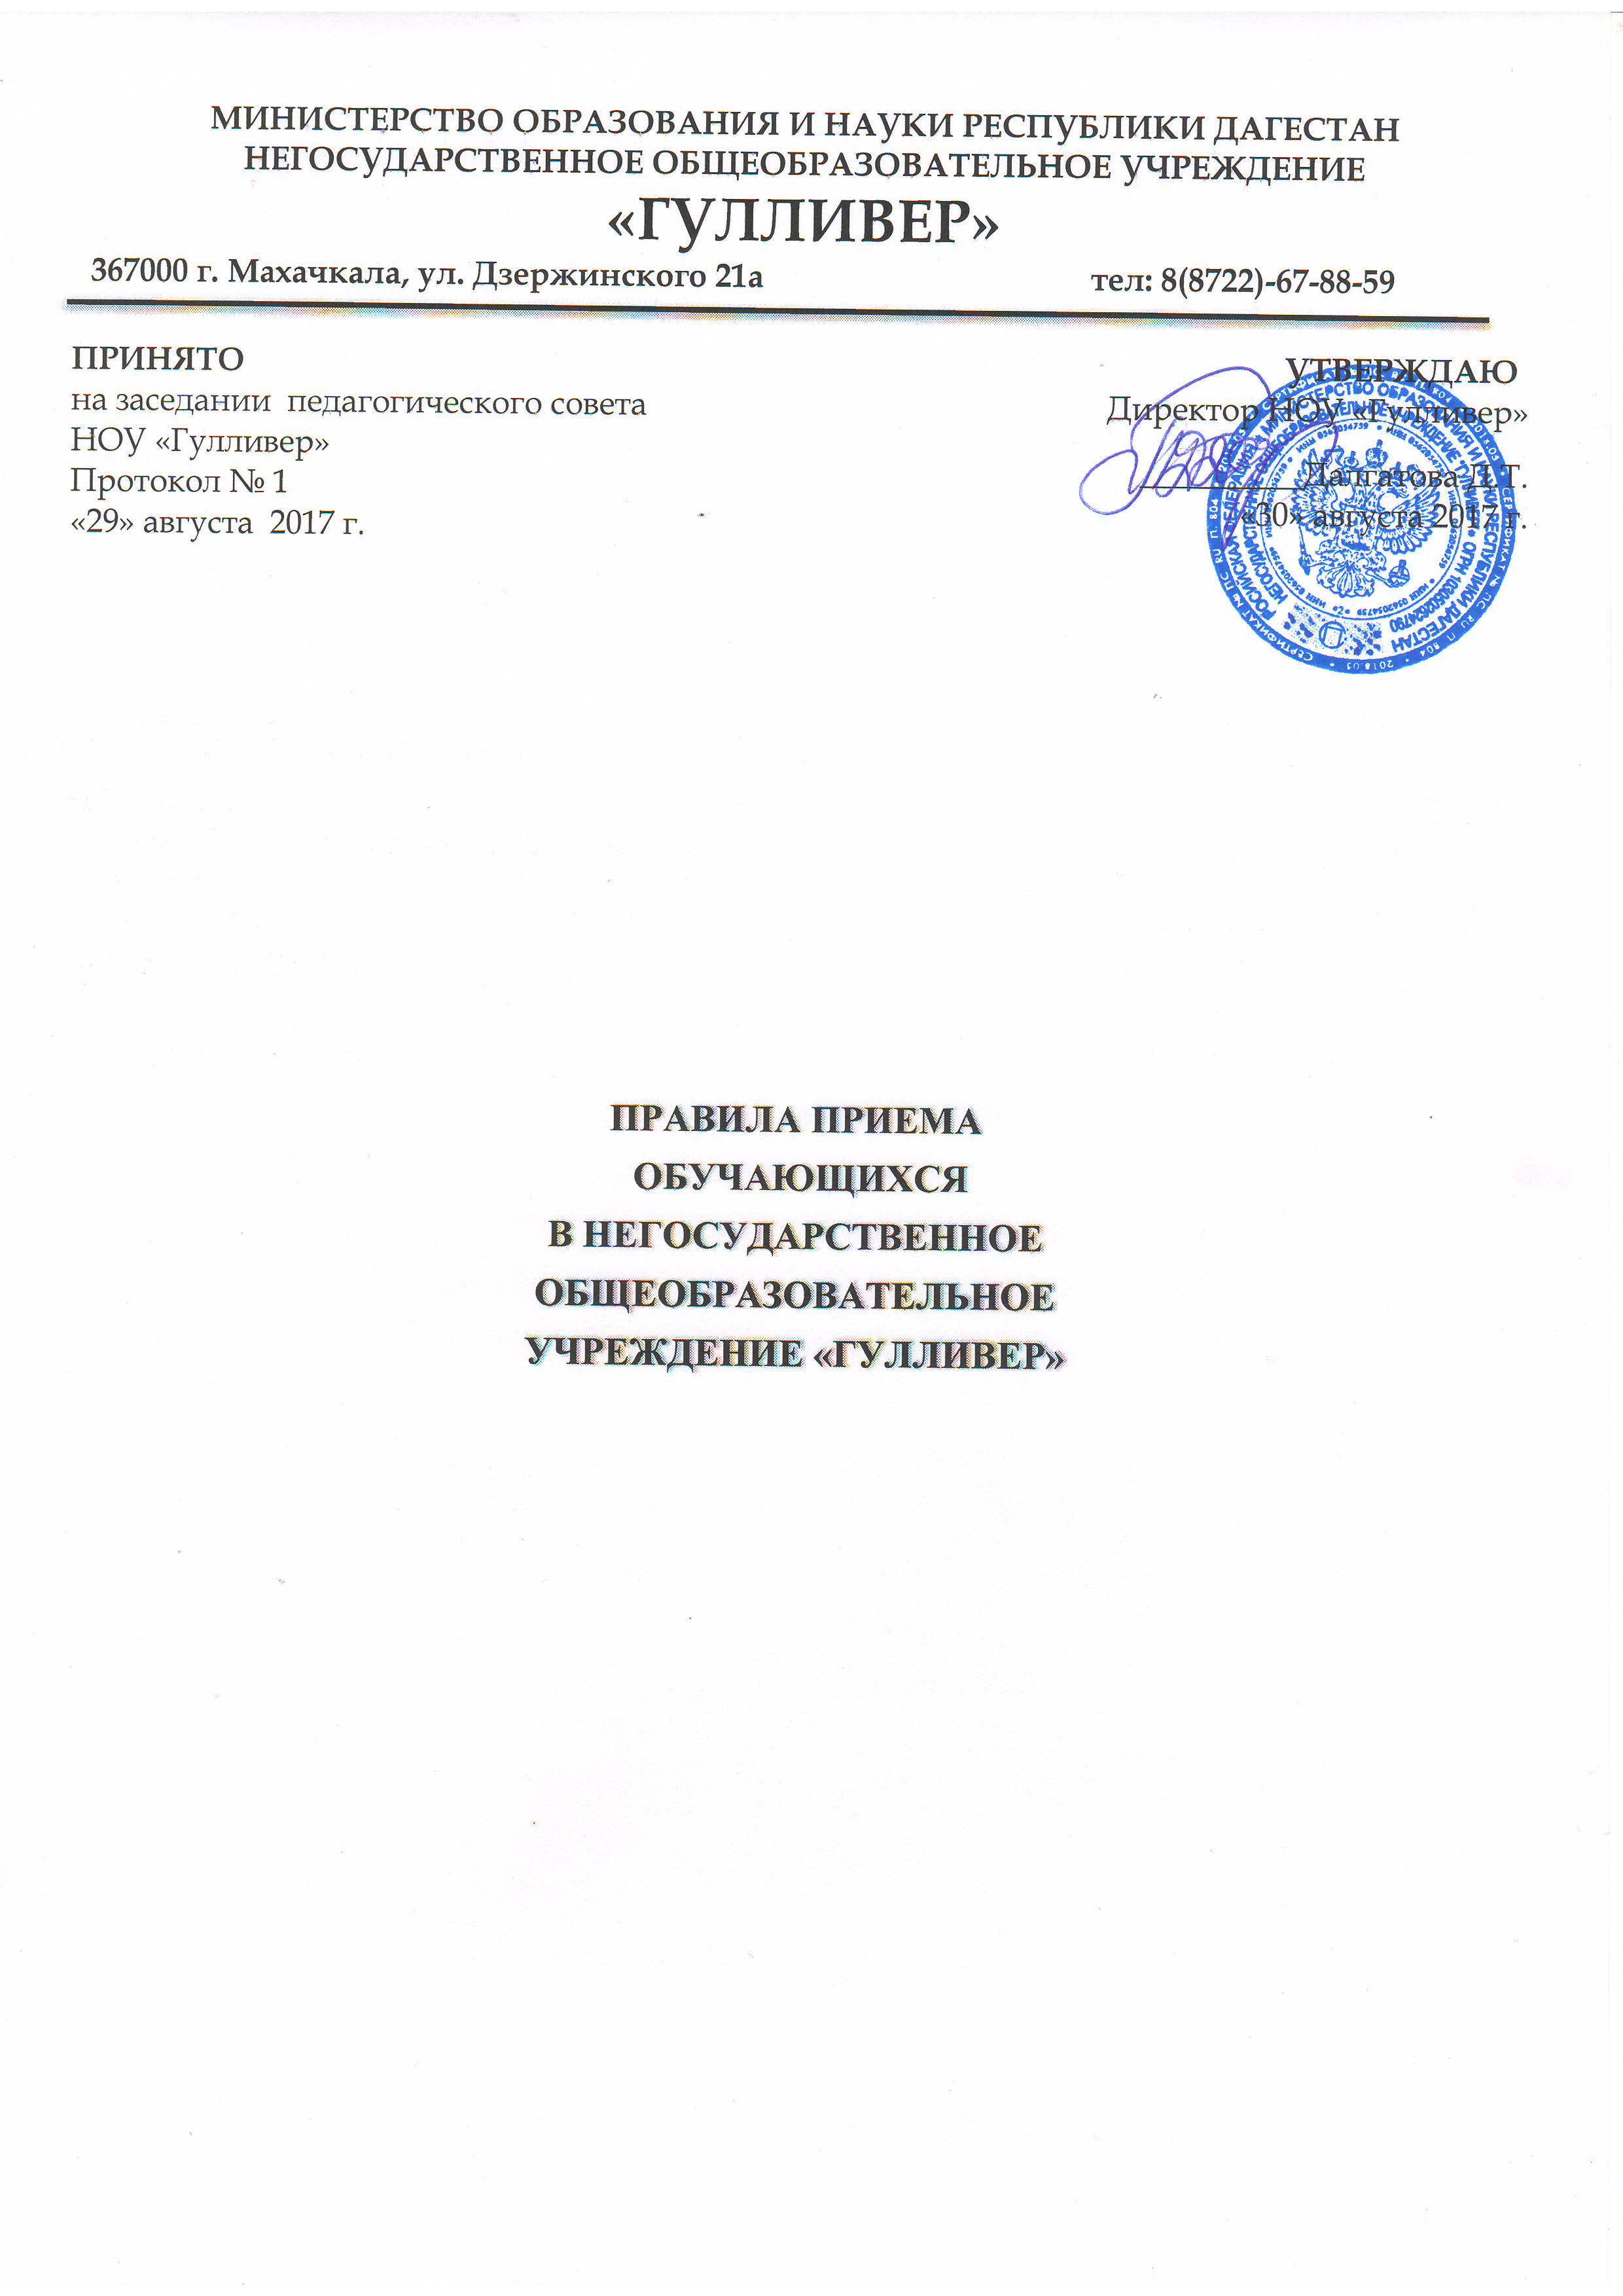 МИНИСТЕРСТВО ОБРАЗОВАНИЯ И НАУКИ РЕСПУБЛИКИ ДАГЕСТАН
НЕГОСУДАРСТВЕННОЕ ОБЩЕОБРАЗОВАТЕЛЬНОЕ УЧРЕЖДЕНИЕ
«ГУЛЛИВЕР»
367000 г. Махачкала, ул. Дзержинского 21а тел: 8(8722)-67-88-59
ПРИНЯТО
на заседании педагогического совета
НОУ «Гулливер»
Протокол № 1
«29» августа 2017 г.
УТВЕРЖДАЮ
Директор НОУ «Гулливер»
Далгатова Д.Т.
«30» августа 2017 г.
ПРАВИЛА ПРИЕМА
ОБУЧАЮЩИХСЯ
В НЕГОСУДАРСТВЕННОЕ
ОБЩЕОБРАЗОВАТЕЛЬНОЕ
УЧРЕЖДЕНИЕ «ГУЛЛИВЕР»